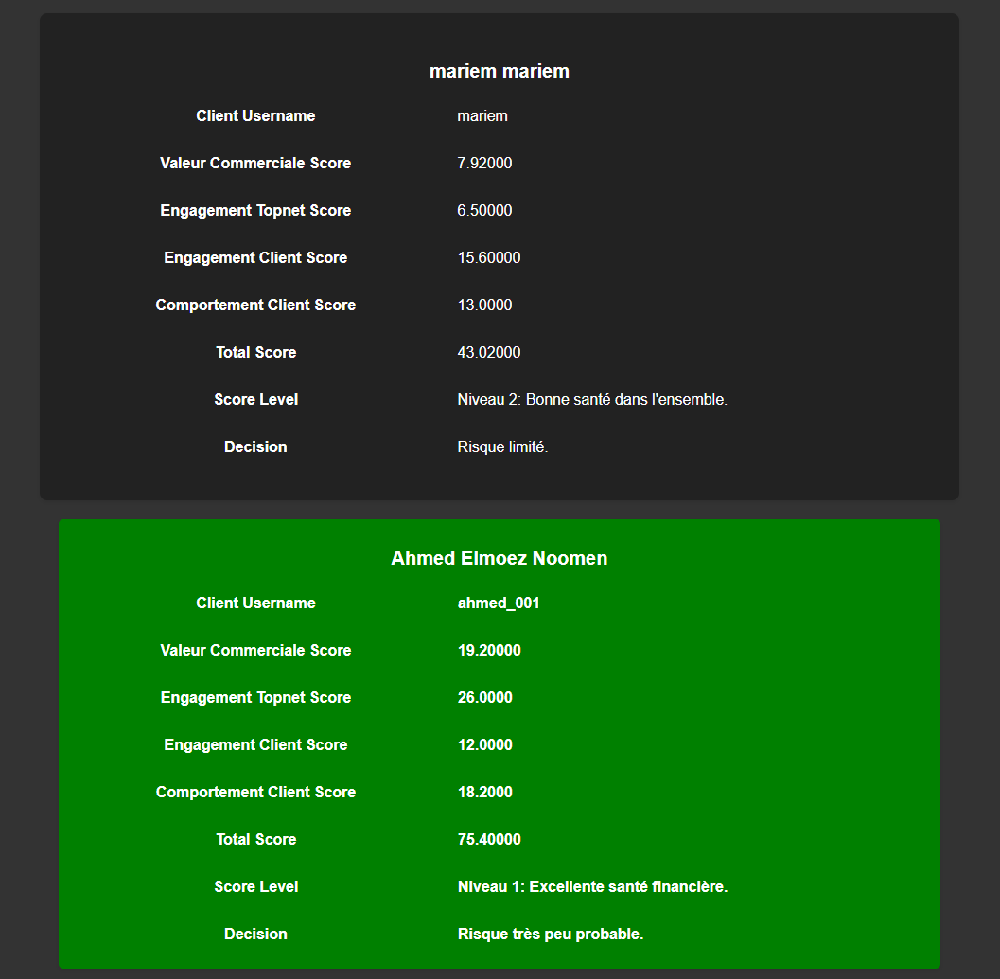 mariem mariem
Client Username mariem
Valeur Commerciale Score 7.92000
Engagement Topnet Score 6.50000
Engagement Client Score 15.60000
Comportement Client Score 13.0000
Total Score 43.02000
Score Level Niveau 2: Bonne santé dans l'ensemble.
Decision Risque limité.
Ahmed Elmoez Noomen
Client Username ahmed_001
Valeur Commerciale Score 19.20000
Engagement Topnet Score 26.0000
Engagement Client Score 12.0000
Comportement Client Score 18.2000
Total Score 75.40000
Score Level Niveau 1: Excellente santé financière.
Decision Risque très peu probable.